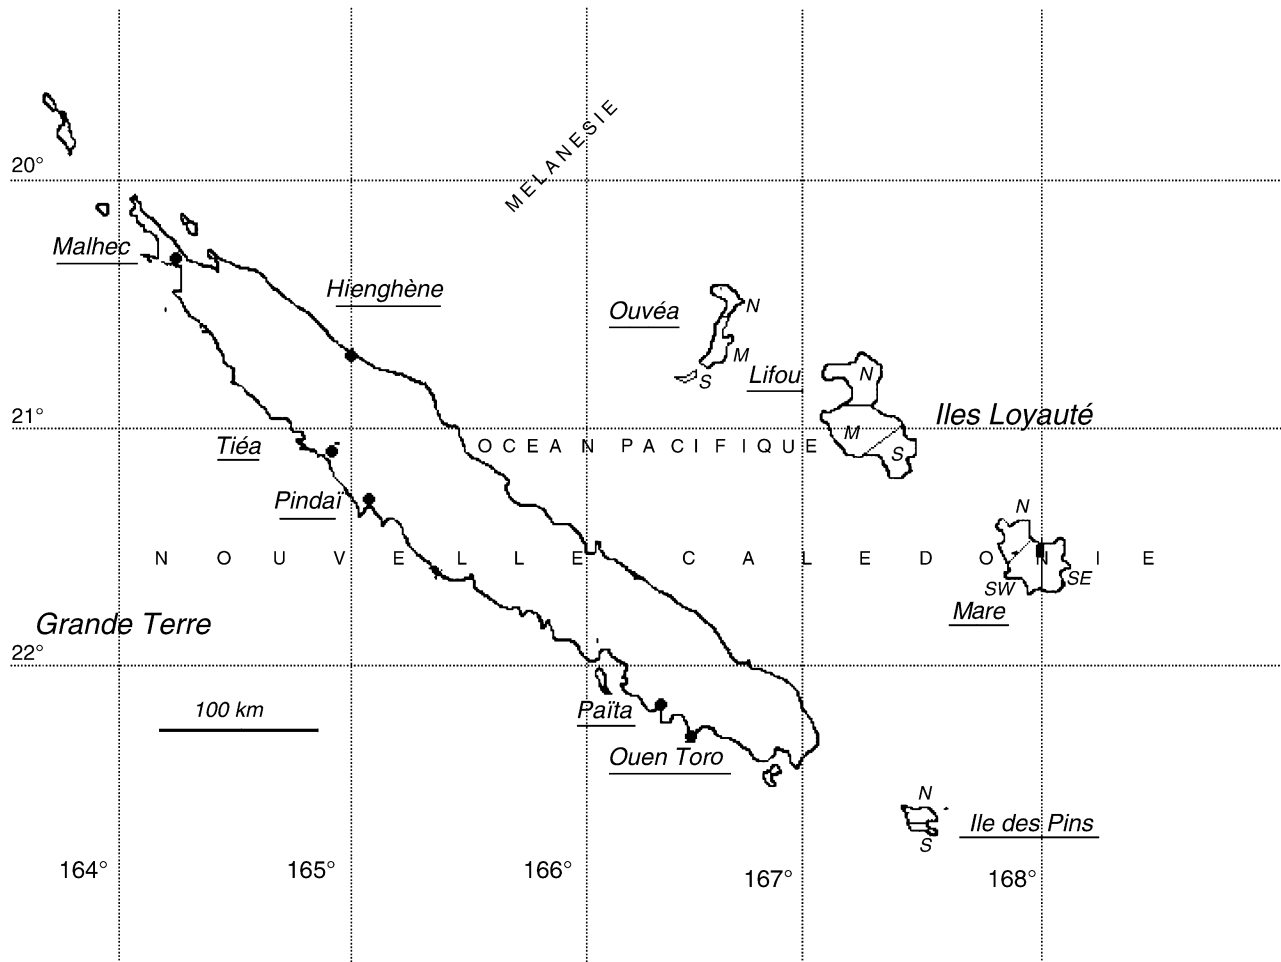 MELANESIE
20°
Malhec
Hienghène
Ouvéa
N
M
S
Lifou
N
M
S
Iles Loyauté
21°
Tiéa
OCEAN PACIFIQUE
Pindaï
N
NOUVELLE CALEDONIE
SW
SE
Mare
Grande Terre
22°
100 km
Païta
Ouen Toro
N
Ile des Pins
S
164°
165°
166°
167°
168°